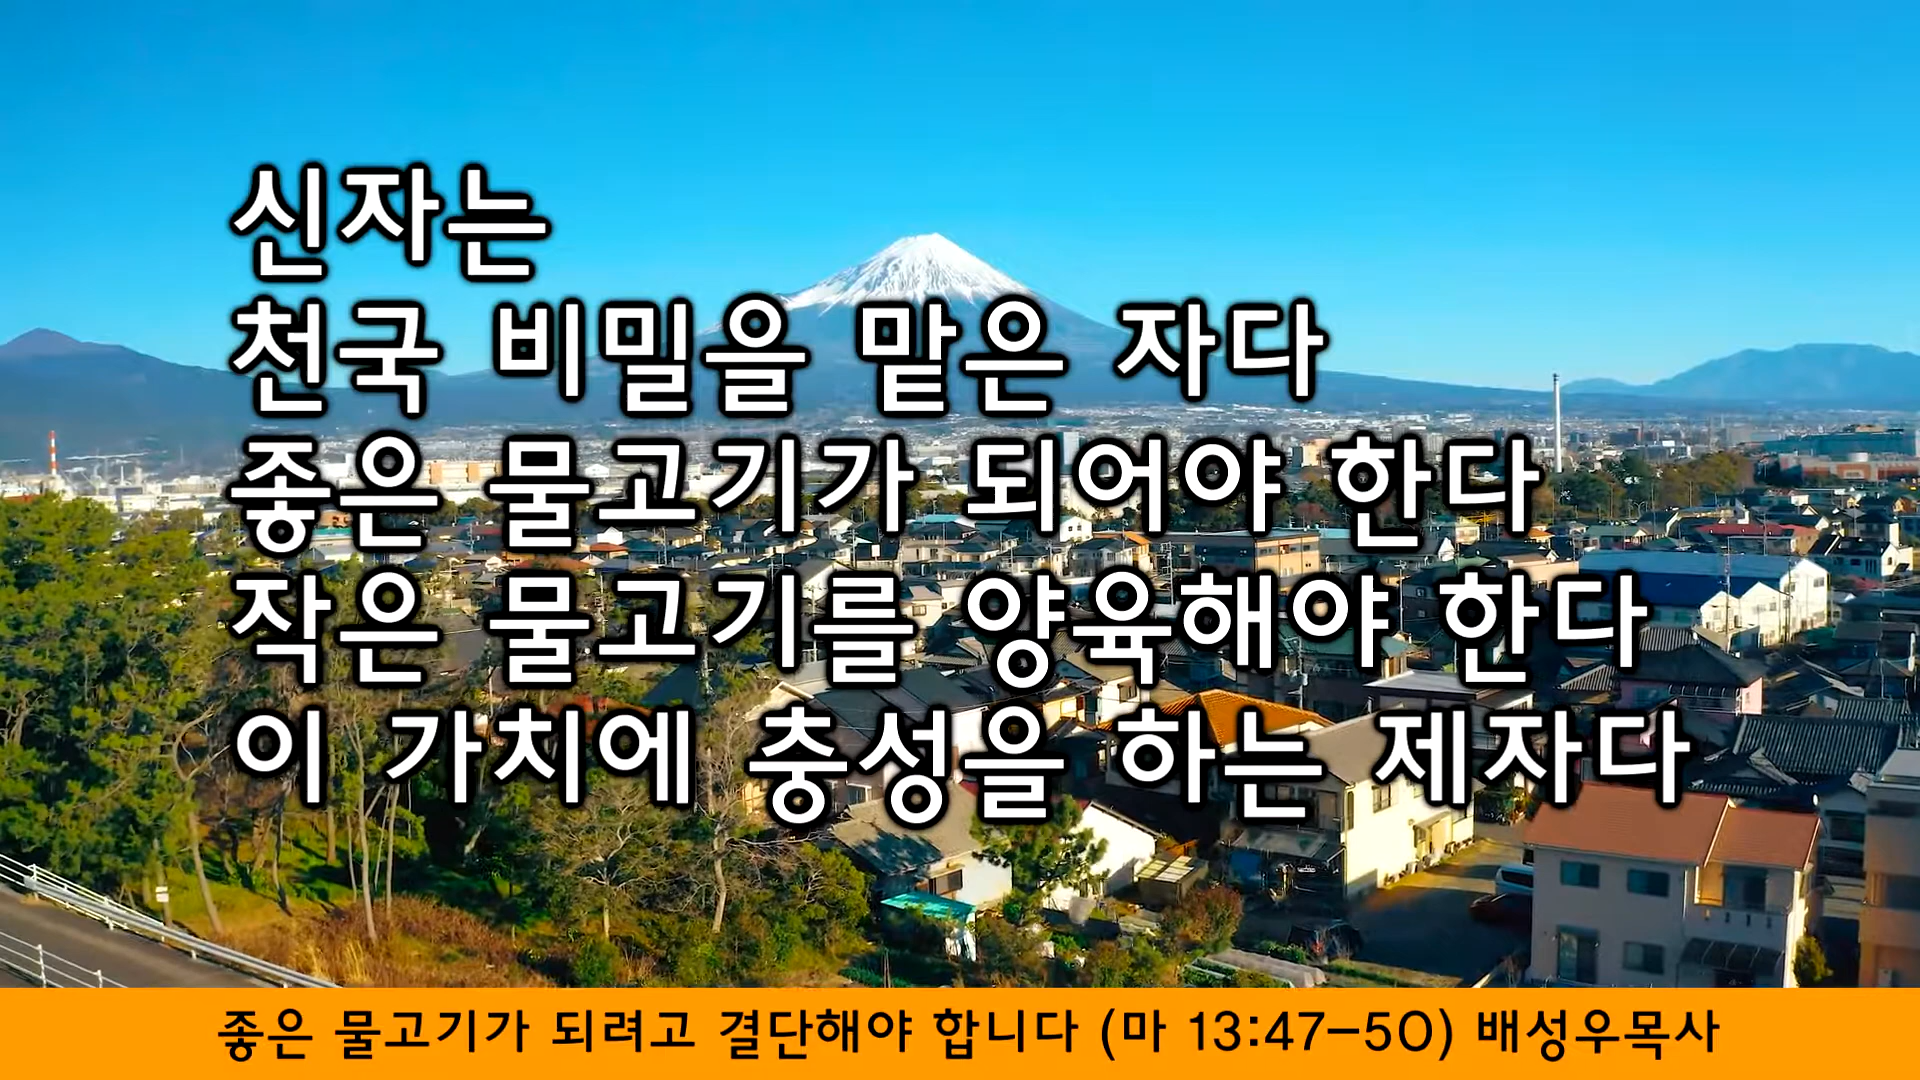 신자는
천국 비밀을 맡은 자다
좋은 물고기가 되어야 한다
작은 물고기를 양육해야 한다
이 가치에 충성을 하는 제자다
좋은 물고기가 되려고 결단해야 합니다 (마 13:47-50) 배성우목사